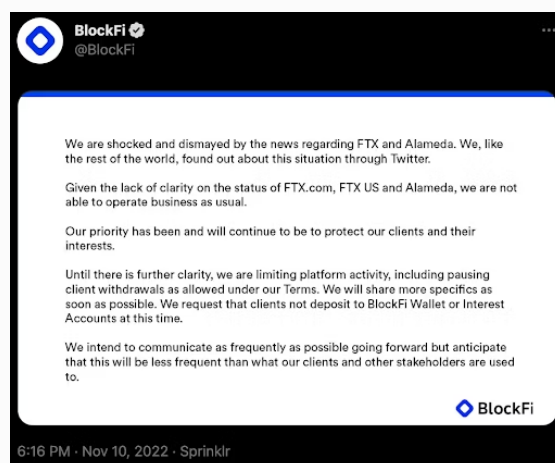 BlockFi
@BlockFi
We are shocked and dismayed by the news regarding FTX and Alameda. We, like
the rest of the world, found out about this situation through Twitter.
Given the lack of clarity on the status of FTX.com, FTX US and Alameda, we are not
able to operate business as usual.
Our priority has been and will continue to be to protect our clients and their
interests.
Until there is further clarity, we are limiting platform activity, including pausing
client withdrawals as allowed under our Terms. We will share more specifics as
soon as possible. We request that clients not deposit to BlockFi Wallet or Interest
Accounts at this time.
We intend to communicate as frequently as possible going forward but anticipate
that this will be less frequent than what our clients and other stakeholders are used
to.
BlockFi
6:16 PM · Nov 10, 2022 · Sprinklr